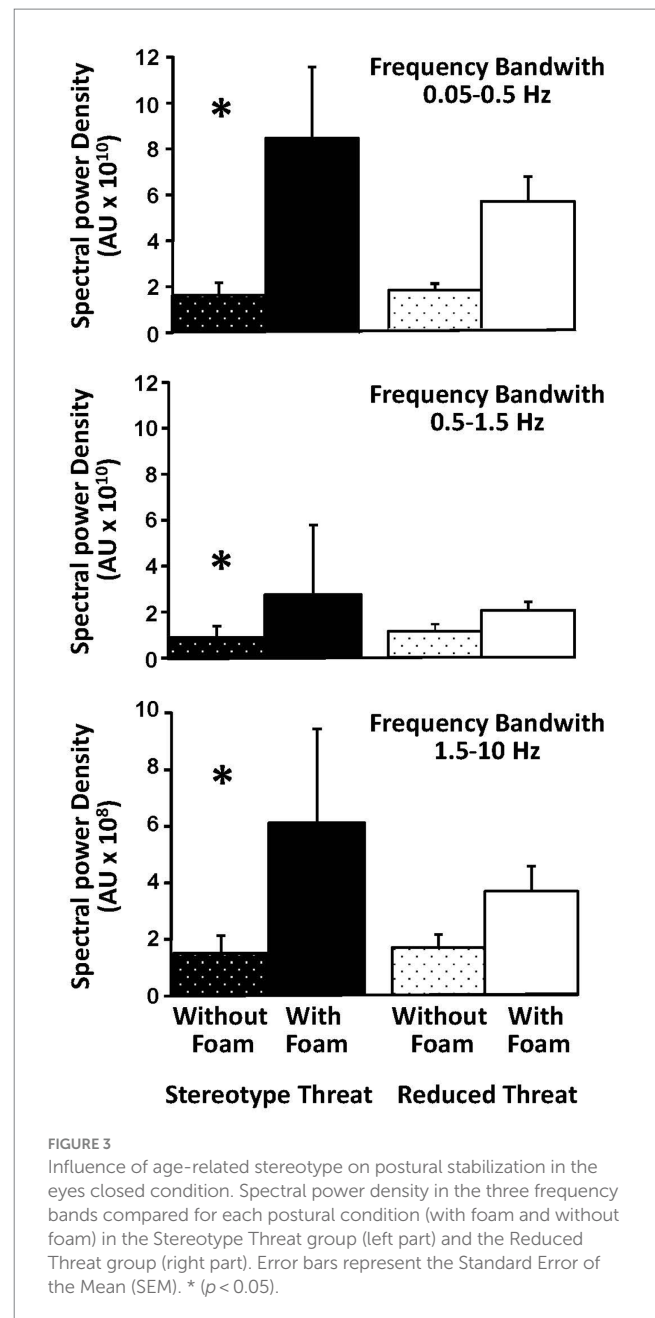 12
10
8
6
4
2
0
Spectral power Density
(AU x 10¹⁰)
*
Frequency Bandwith
0.05-0.5 Hz
12
10
8
6
4
2
0
Spectral power Density
(AU x 10¹⁰)
*
Frequency Bandwith
0.5-1.5 Hz
10
8
6
4
2
0
Spectral power Density
(AU x 10⁸)
*
Frequency Bandwith
1.5-10 Hz
Without With Without With
Foam Foam Foam Foam
Stereotype Threat Reduced Threat
FIGURE 3
Influence of age-related stereotype on postural stabilization in the
eyes closed condition. Spectral power density in the three frequency
bands compared for each postural condition (with foam and without
foam) in the Stereotype Threat group (left part) and the Reduced
Threat group (right part). Error bars represent the Standard Error of
the Mean (SEM). * (p < 0.05).